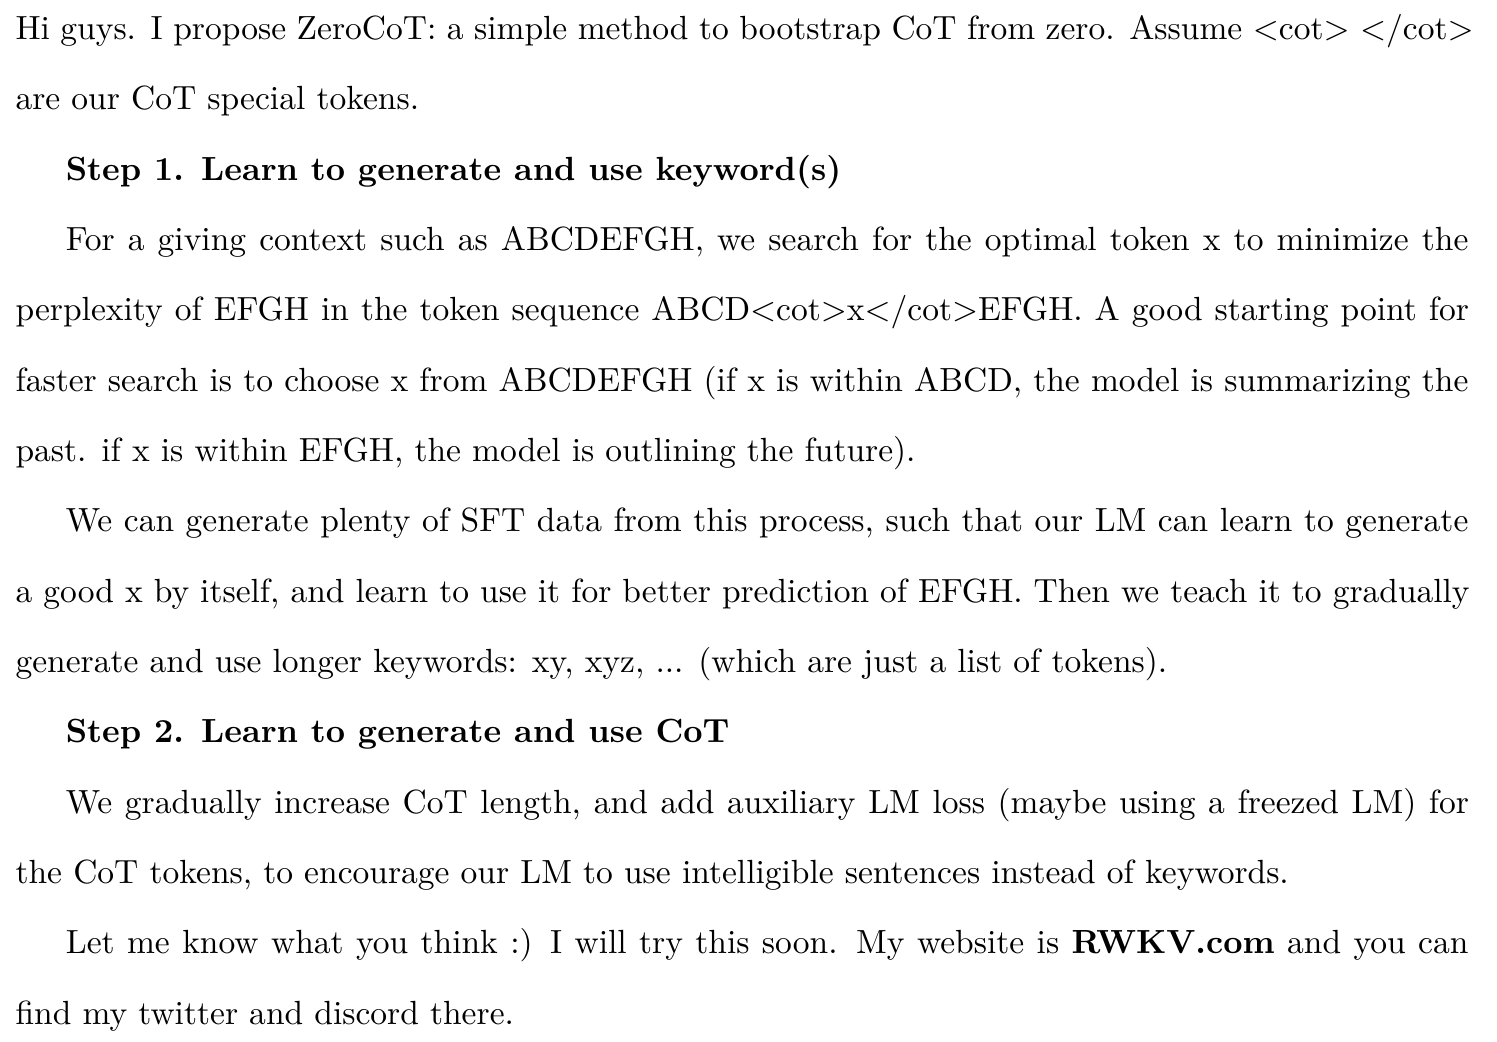 Hi guys. I propose ZeroCoT: a simple method to bootstrap CoT from zero. Assume <cot> </cot>
are our CoT special tokens.
Step 1. Learn to generate and use keyword(s)
For a giving context such as ABCDEFGH, we search for the optimal token x to minimize the
perplexity of EFGH in the token sequence ABCD<cot>x</cot>EFGH. A good starting point for
faster search is to choose x from ABCDEFGH (if x is within ABCD, the model is summarizing the
past. if x is within EFGH, the model is outlining the future).
We can generate plenty of SFT data from this process, such that our LM can learn to generate
a good x by itself, and learn to use it for better prediction of EFGH. Then we teach it to gradually
generate and use longer keywords: xy, xyz, ... (which are just a list of tokens).
Step 2. Learn to generate and use CoT
We gradually increase CoT length, and add auxiliary LM loss (maybe using a freezed LM) for
the CoT tokens, to encourage our LM to use intelligible sentences instead of keywords.
Let me know what you think :) I will try this soon. My website is RWKV.com and you can
find my twitter and discord there.